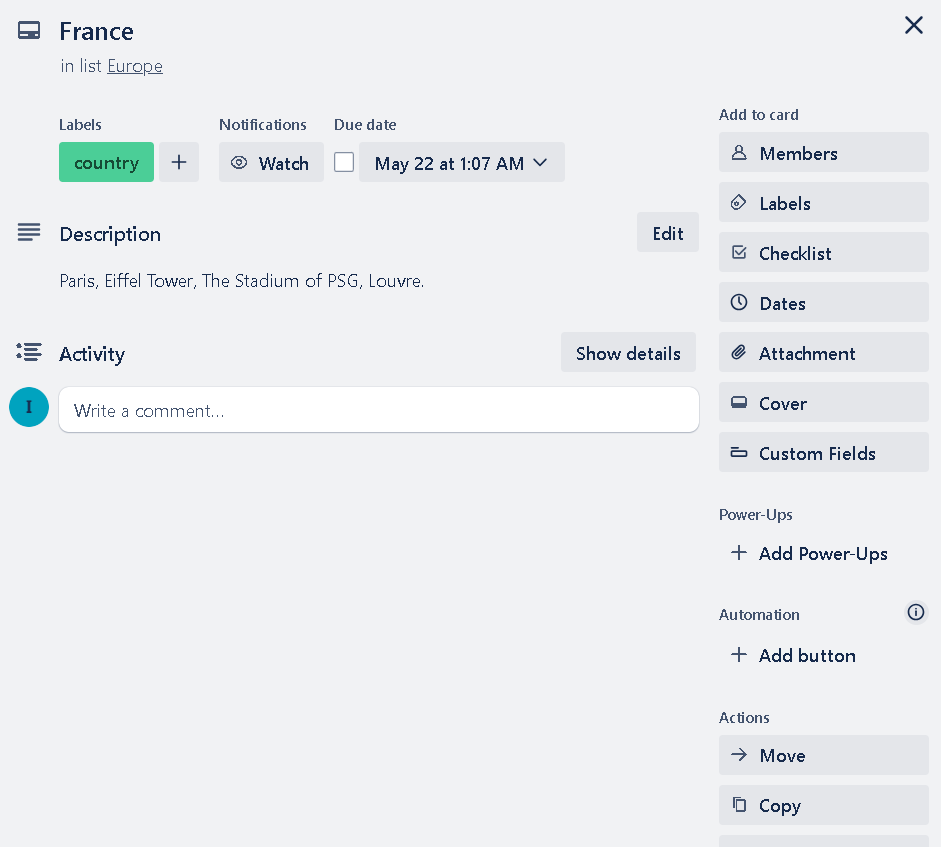 France
in list Europe
Labels
Notifications
Due date
country
Watch
May 22 at 1:07 AM
Description
Edit
Paris, Eiffel Tower, The Stadium of PSG, Louvre.
Activity
Show details
I
Write a comment...
Add to card
Members
Labels
Checklist
Dates
Attachment
Cover
Custom Fields
Power-Ups
Add Power-Ups
Automation
Add button
Actions
Move
Copy